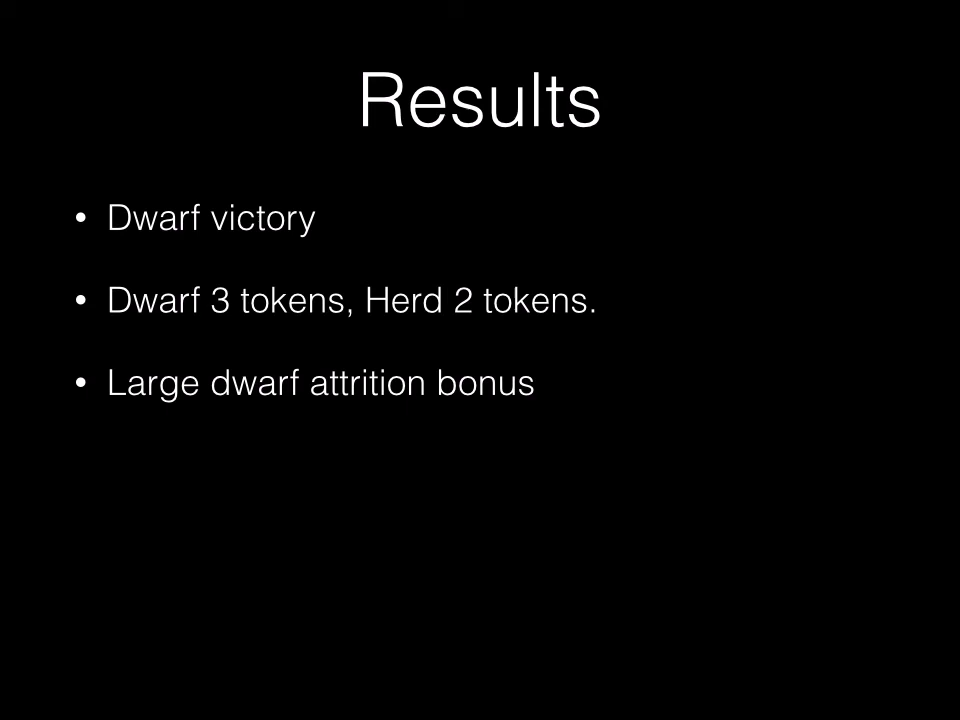 Results
• Dwarf victory
• Dwarf 3 tokens, Herd 2 tokens.
• Large dwarf attrition bonus